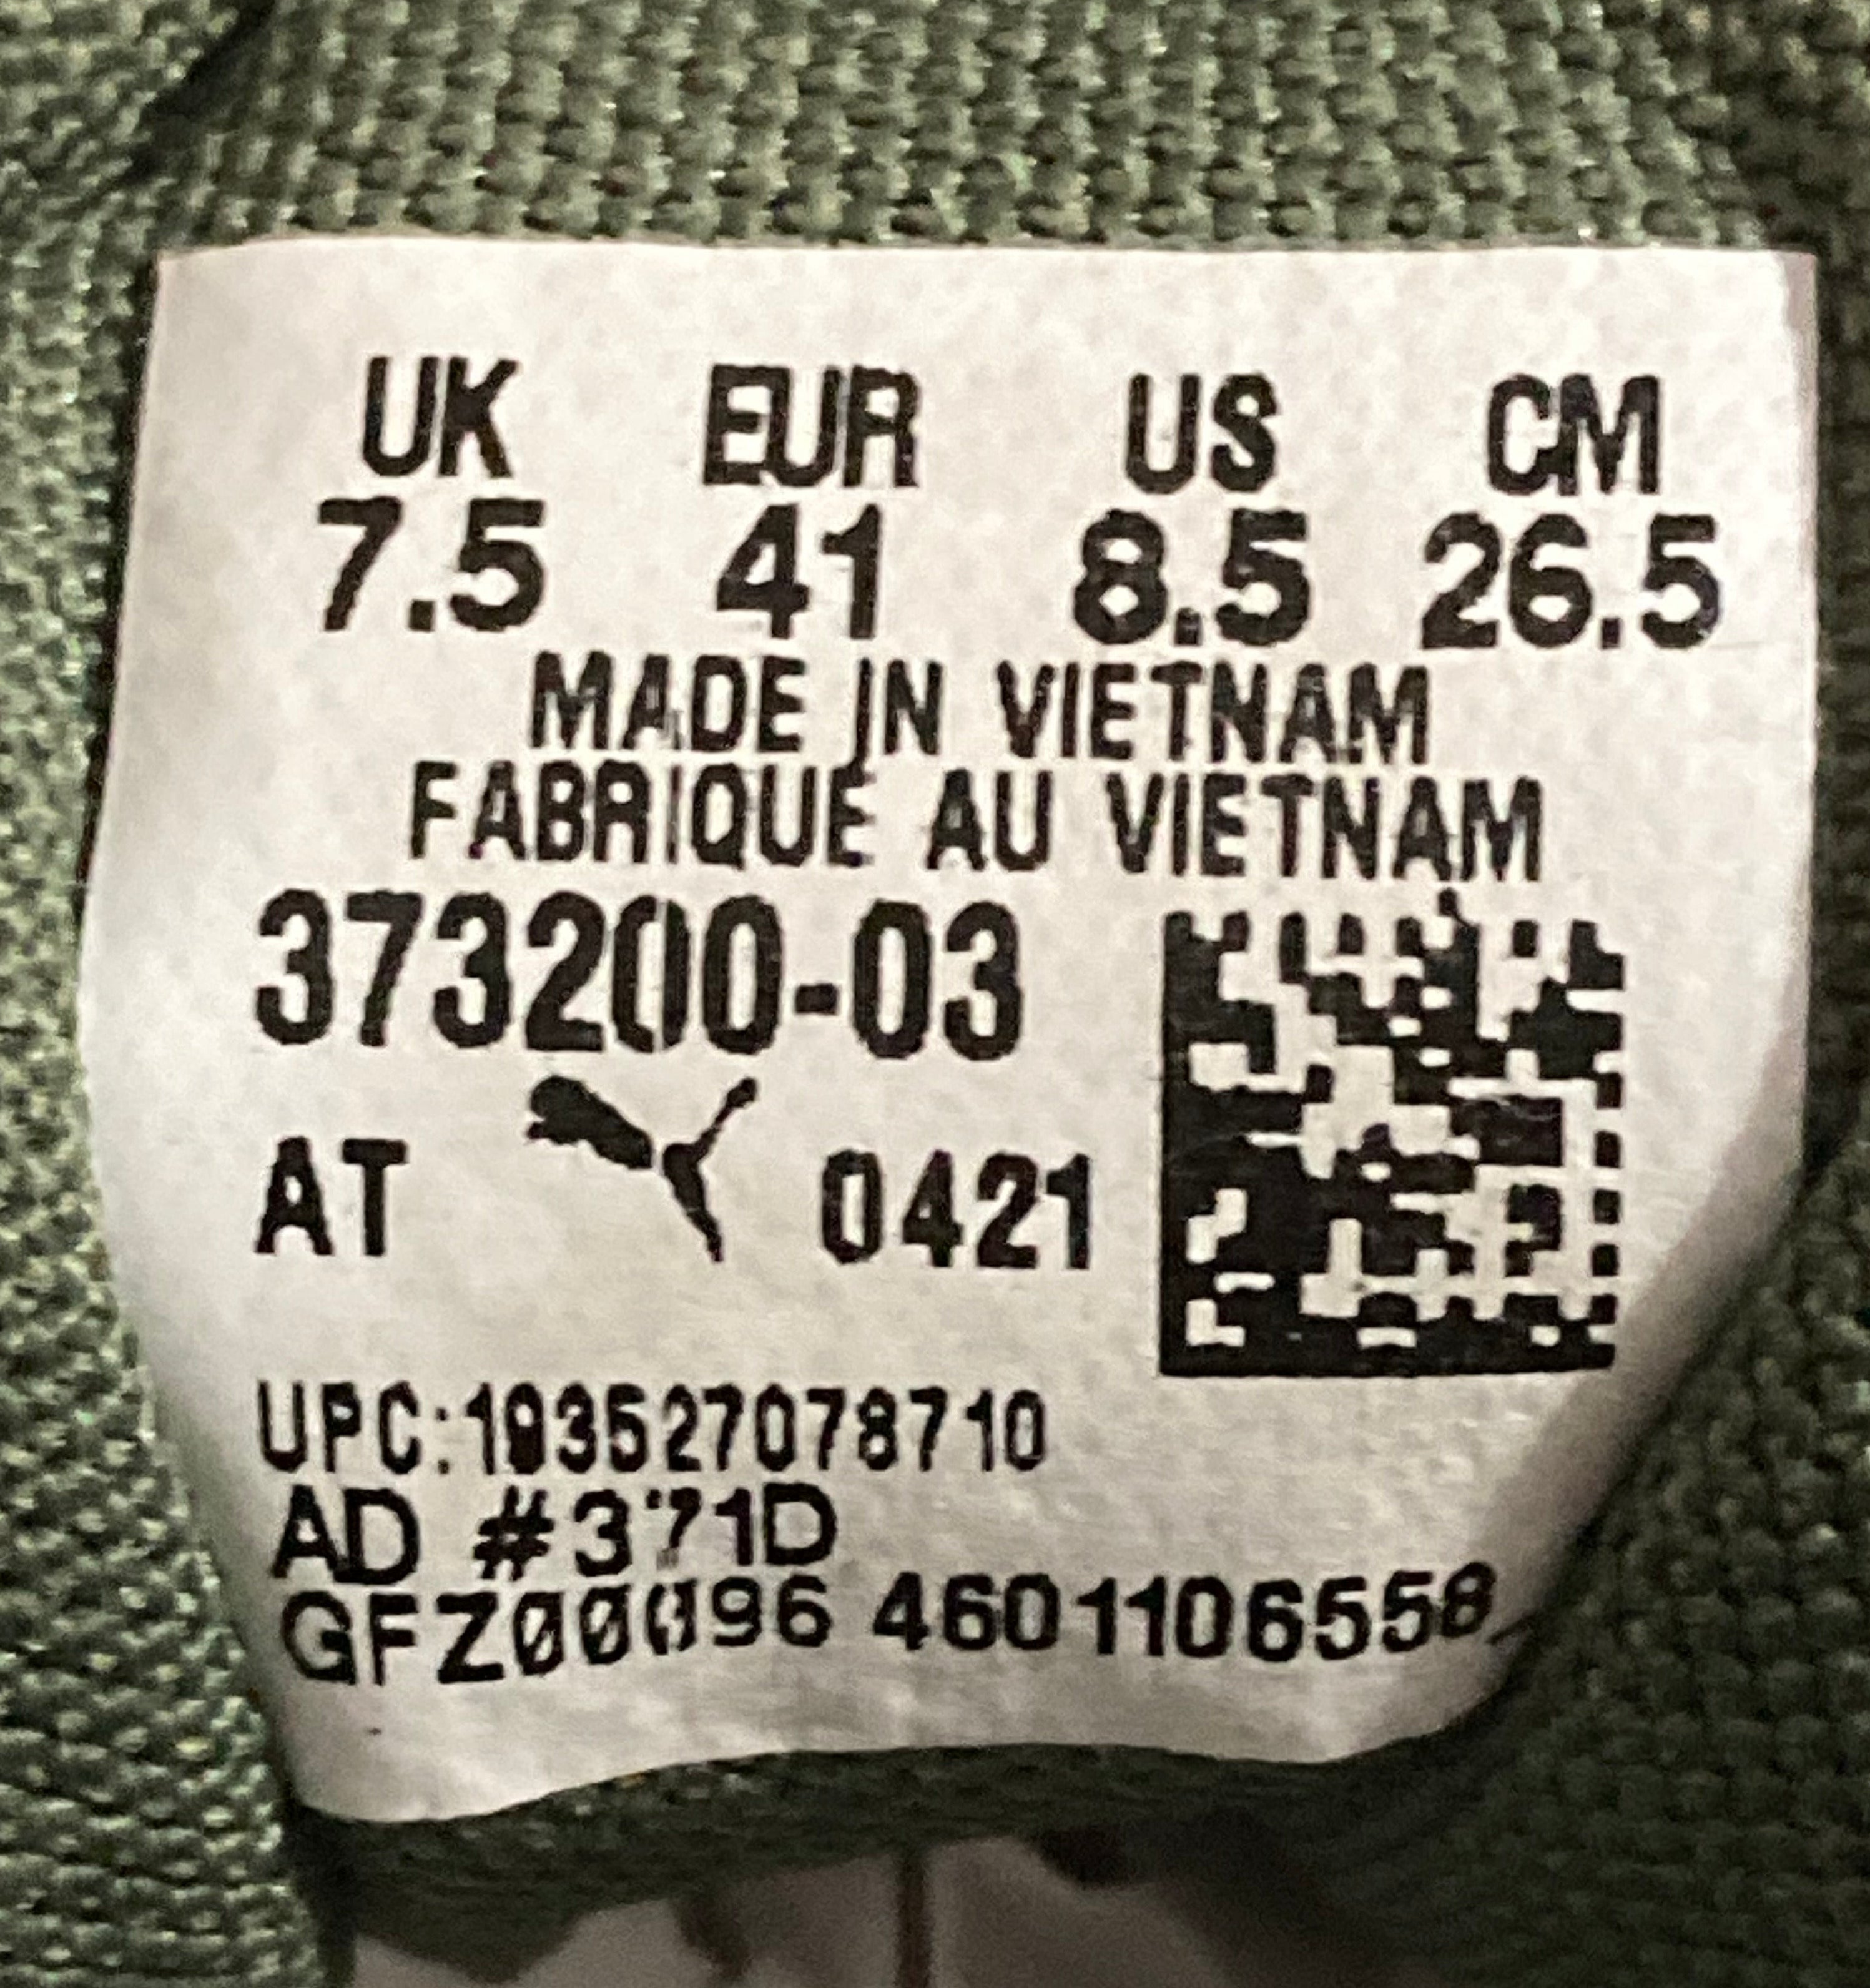 UK EUR US CM
7.5 41 8.5 26.5
MADE IN VIETNAM
FABRIQUE AU VIETNAM
373200-03
AT 0421
UPC:193527078710
AD #371D
GFZ00096 4601106558